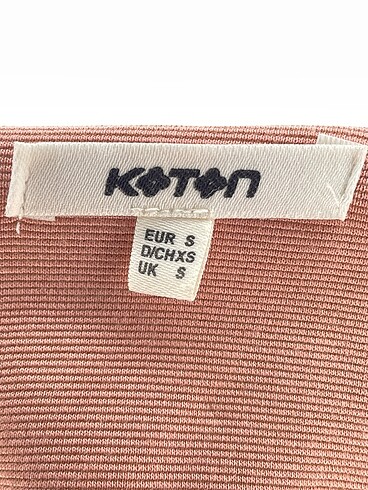 KOTON
EUR S
D/CH XS
UK S